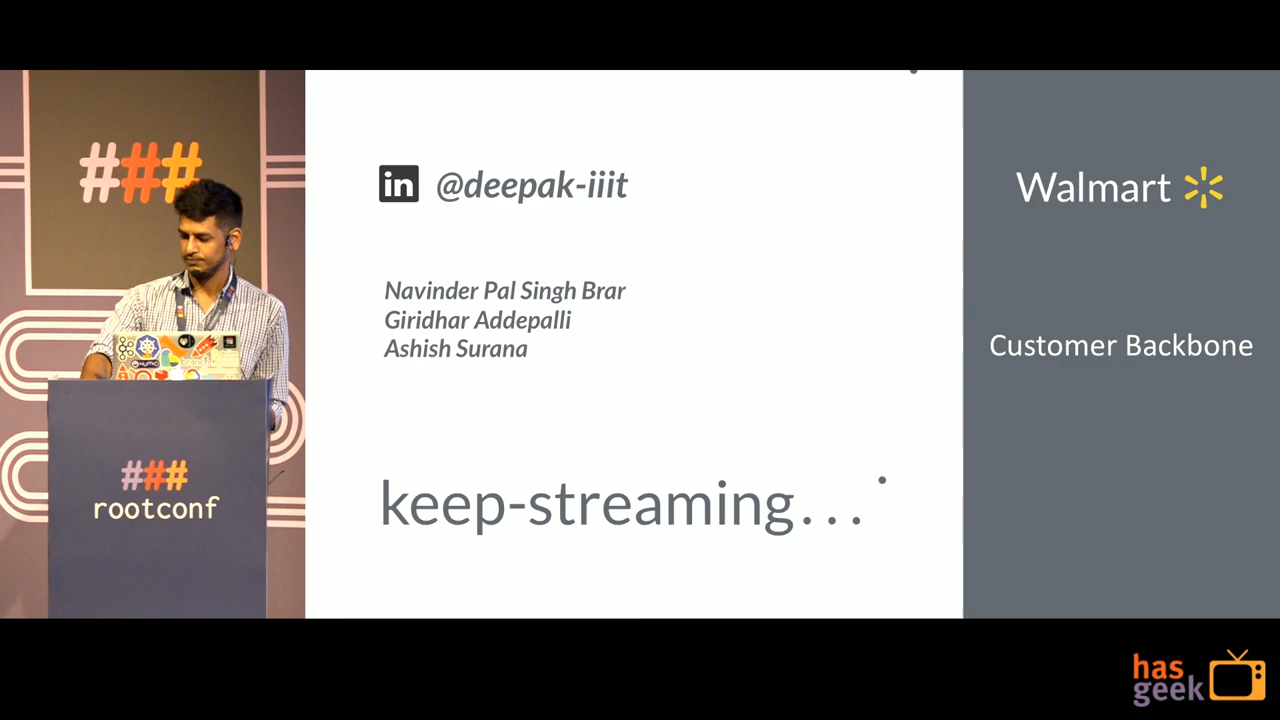 ###
in @deepak-iiit
Walmart
Navinder Pal Singh Brar
Giridhar Addepalli
Ashish Surana
Customer Backbone
keep-streaming...
###
rootconf
has
geek